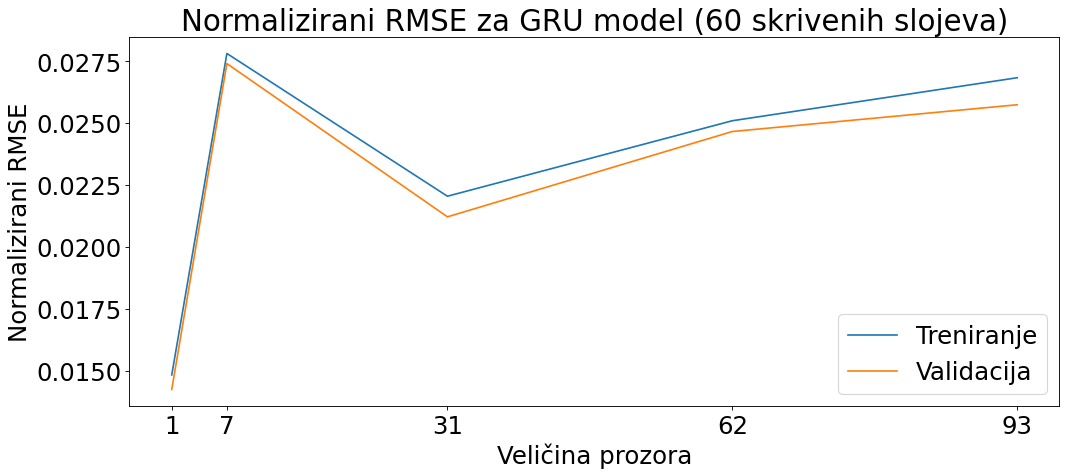 Normalizirani RMSE za GRU model (60 skrivenih slojeva)
Normalizirani RMSE
0.0275
0.0250
0.0225
0.0200
0.0175
0.0150
Treniranje
Validacija
1 7 31 62 93
Veličina prozora